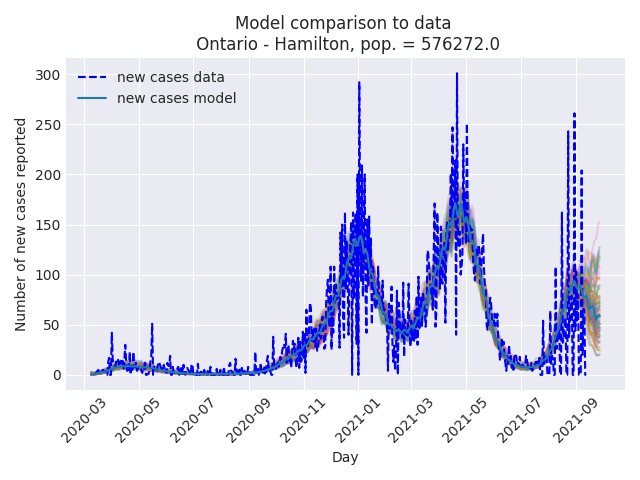 Model comparison to data
Ontario - Hamilton, pop. = 576272.0
new cases data
new cases model
Number of new cases reported
300
250
200
150
100
50
0
2020-03
2020-05
2020-07
2020-09
2020-11
2021-01
2021-03
2021-05
2021-07
2021-09
Day